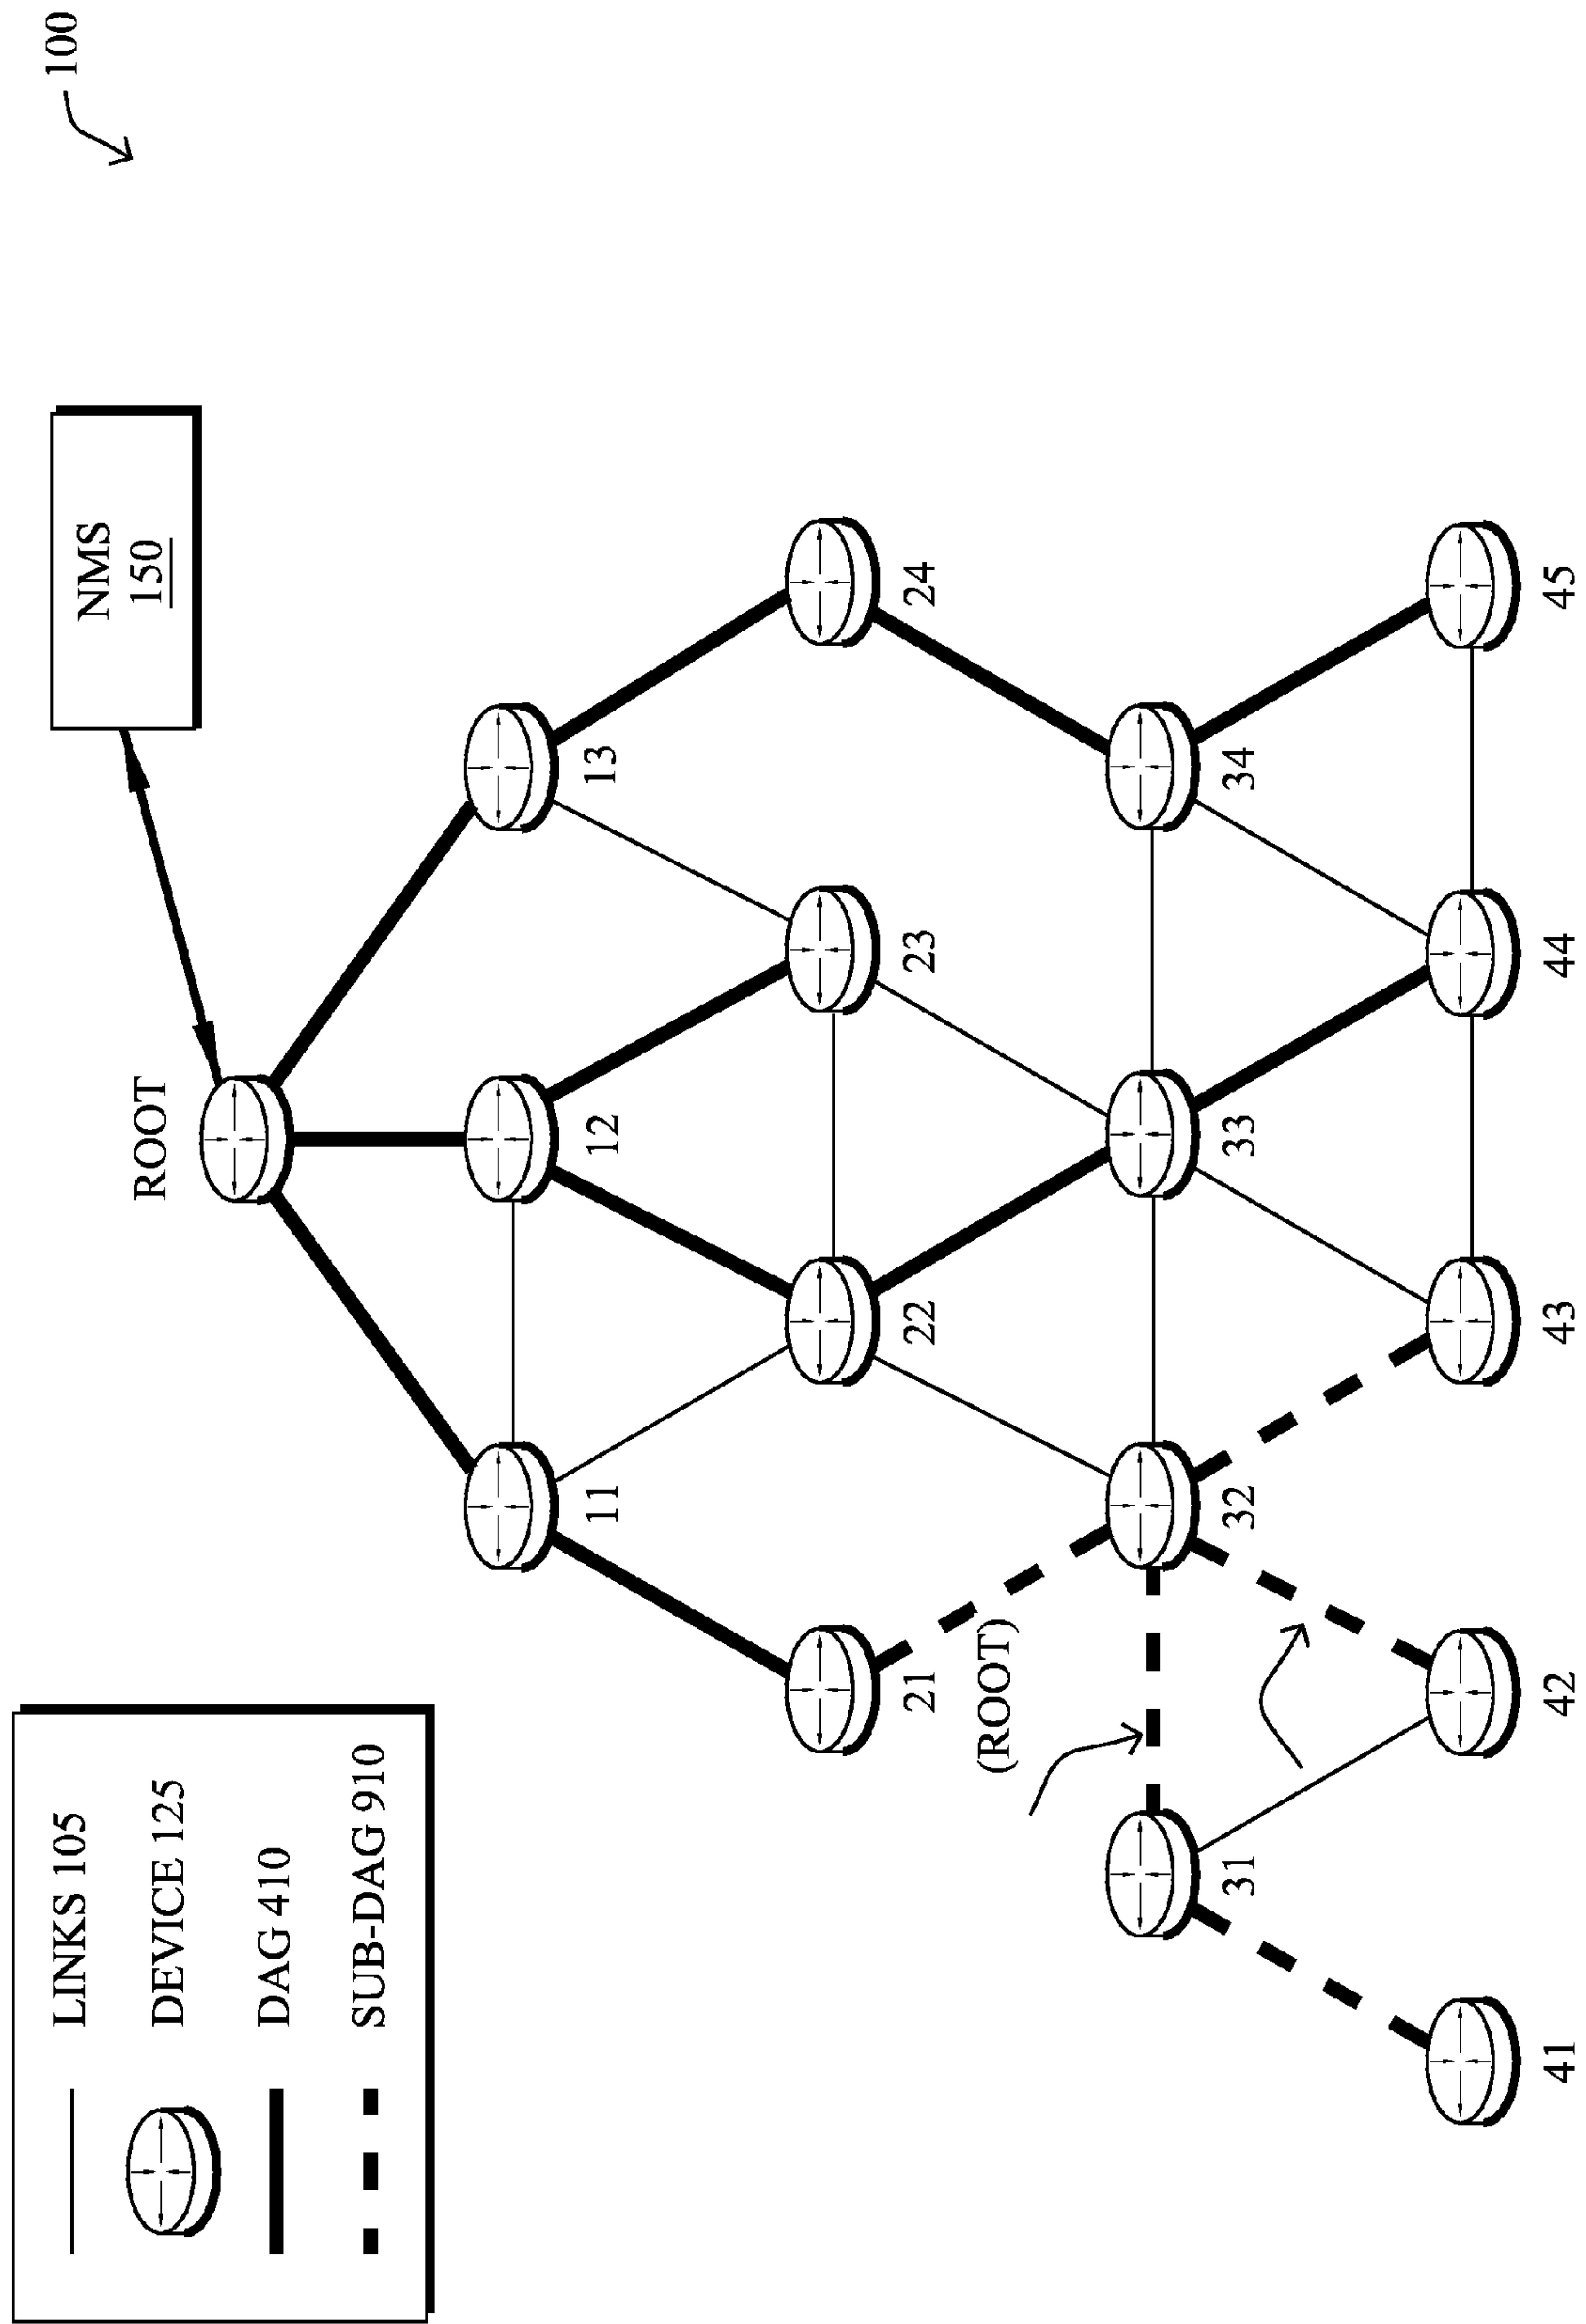 100
LINKS 105
DEVICE 125
DAG 410
SUB-DAG 910
NMS
150
ROOT
11
12
13
21
(ROOT)
22
23
24
31
32
33
34
41
42
43
44
45